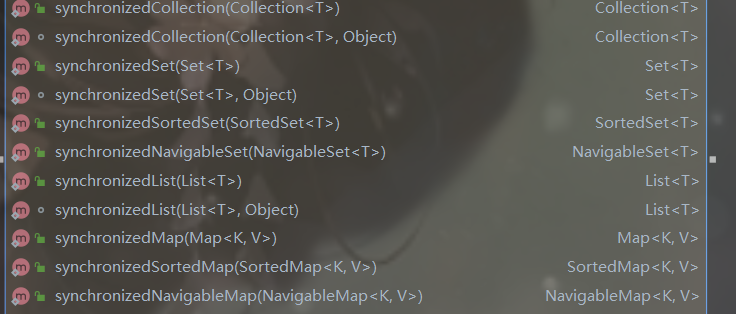 synchronizedCollection(Collection<T>) Collection<T>
synchronizedCollection(Collection<T>, Object) Collection<T>
synchronizedSet(Set<T>) Set<T>
synchronizedSet(Set<T>, Object) Set<T>
synchronizedSortedSet(SortedSet<T>) SortedSet<T>
synchronizedNavigableSet(NavigableSet<T>) NavigableSet<T>
synchronizedList(List<T>) List<T>
synchronizedList(List<T>, Object) List<T>
synchronizedMap(Map<K, V>) Map<K, V>
synchronizedSortedMap(SortedMap<K, V>) SortedMap<K, V>
synchronizedNavigableMap(NavigableMap<K, V>) NavigableMap<K, V>